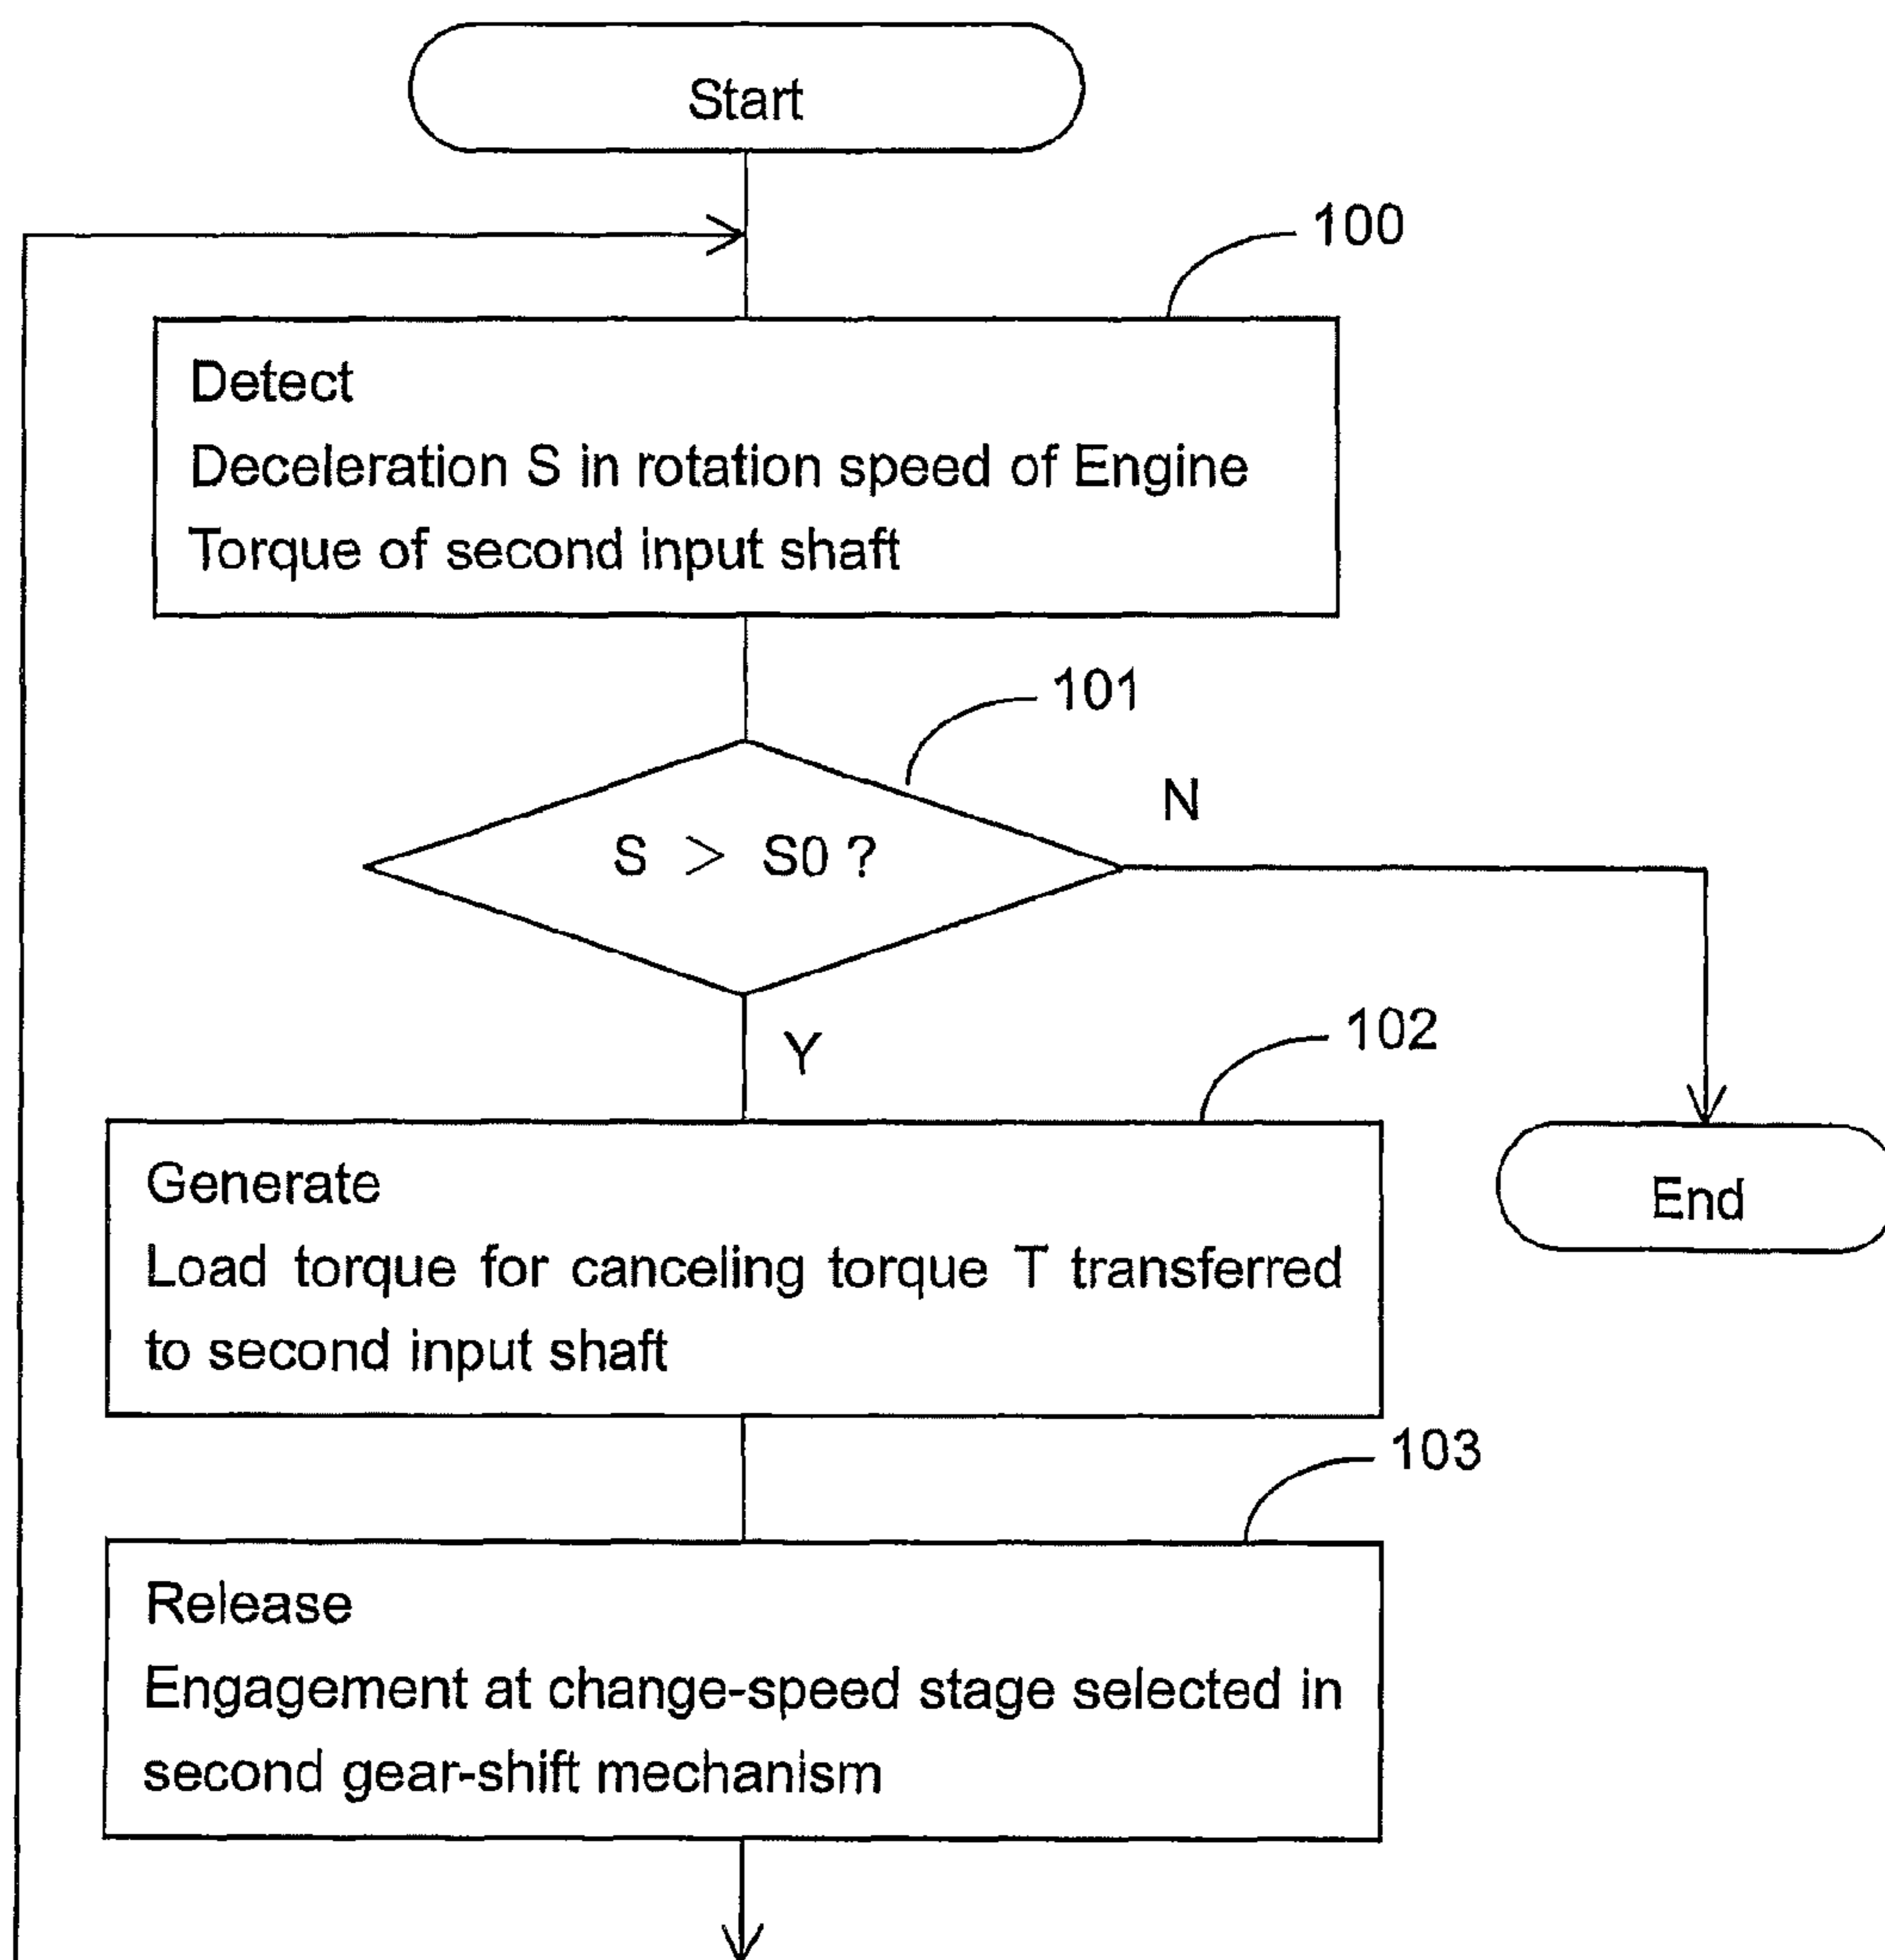 Start
100
Detect
Deceleration S in rotation speed of Engine
Torque of second input shaft
101
S > S0 ?
N
Y
102
Generate
Load torque for canceling torque T transferred
to second input shaft
End
103
Release
Engagement at change-speed stage selected in
second gear-shift mechanism